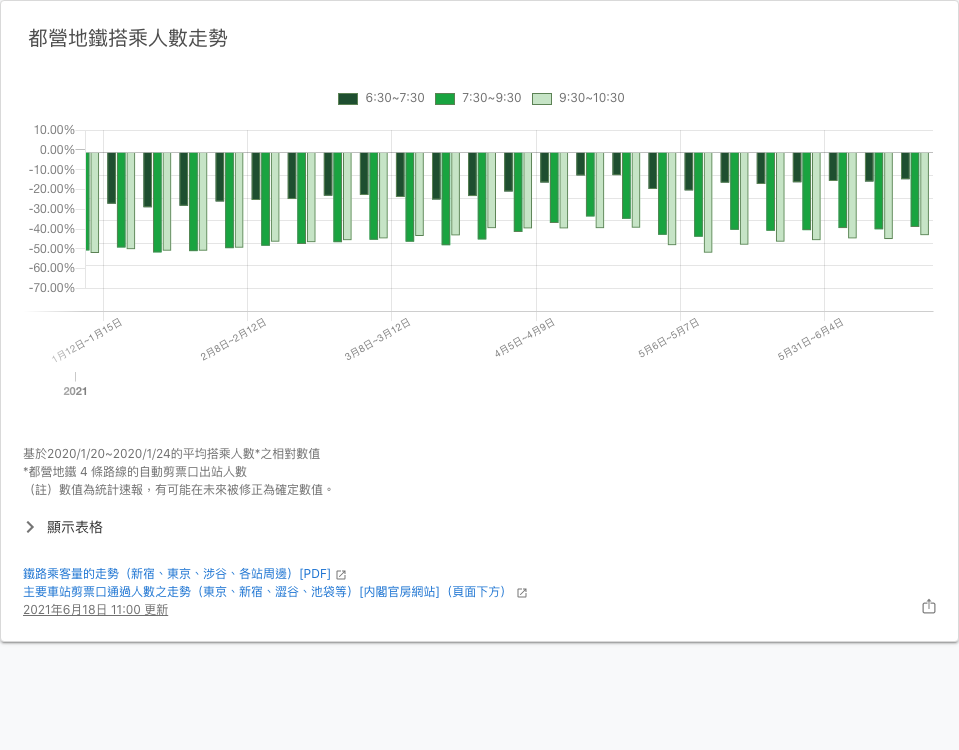 都營地鐵搭乘人數走勢
6:30~7:30 7:30~9:30 9:30~10:30
10.00%
0.00%
-10.00%
-20.00%
-30.00%
-40.00%
-50.00%
-60.00%
-70.00%
1月12日~1月15日
2月8日~2月12日
3月8日~3月12日
4月5日~4月9日
5月6日~5月7日
5月31日~6月4日
2021
基於2020/1/20~2020/1/24的平均搭乘人數*之相對數值
*都營地鐵 4 條路線的自動剪票口出站人數
（註）數值為統計速報，有可能在未來被修正為確定數值。
顯示表格
鐵路乘客量的走勢（新宿、東京、涉谷、各站周邊）[PDF]
主要車站剪票口通過人數之走勢（東京、新宿、澀谷、池袋等）[內閣官房網站]（頁面下方）
2021年6月18日 11:00 更新